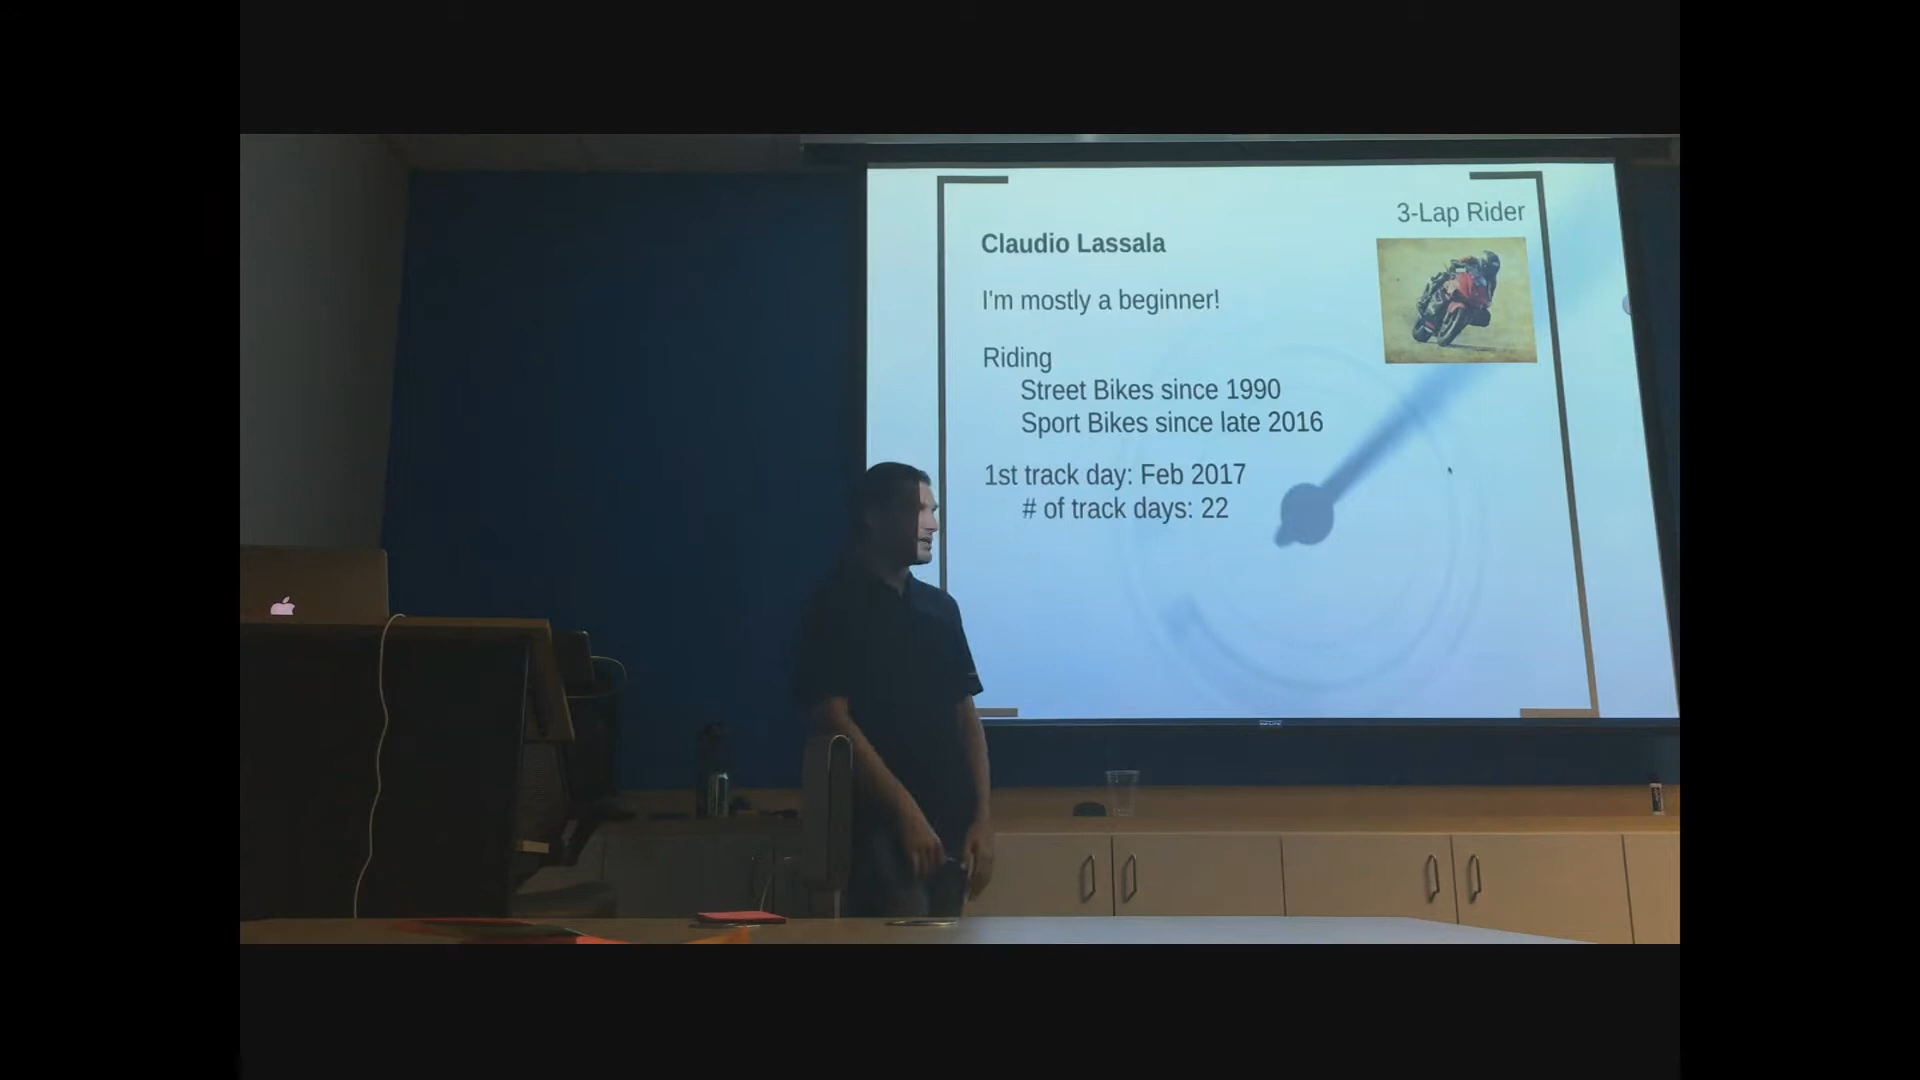 3-Lap Rider
Claudio Lassala
I'm mostly a beginner!
Riding
Street Bikes since 1990
Sport Bikes since late 2016
1st track day: Feb 2017
# of track days: 22